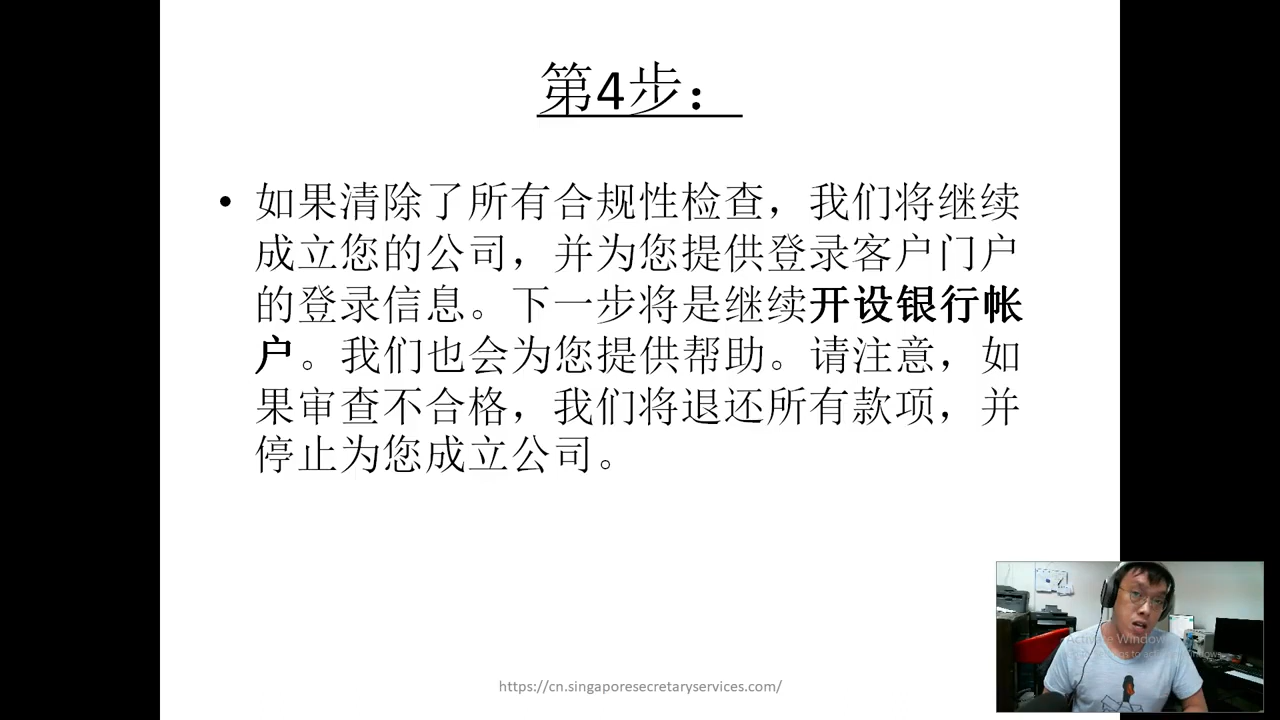 第4步：
• 如果清除了所有合规性检查，我们将继续
成立您的公司，并为您提供登录客户门户
的登录信息。下一步将是继续开设银行帐
户。我们也会为您提供帮助。请注意，如
果审查不合格，我们将退还所有款项，并
停止为您成立公司。
https://cn.singaporesecretaryservices.com/